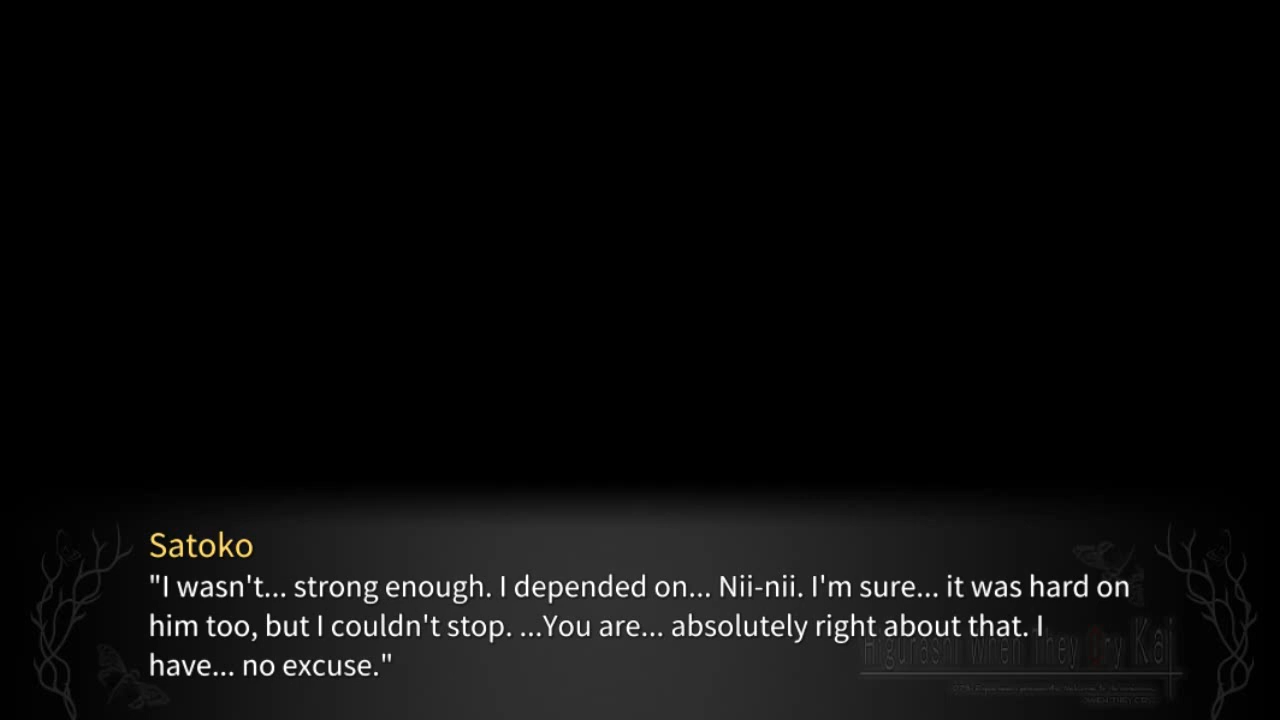 Satoko
"I wasn't... strong enough. I depended on... Nii-nii. I'm sure... it was hard on
him too, but I couldn't stop. ...You are... absolutely right about that. I
have... no excuse."
Higurashi When They Cry Kai